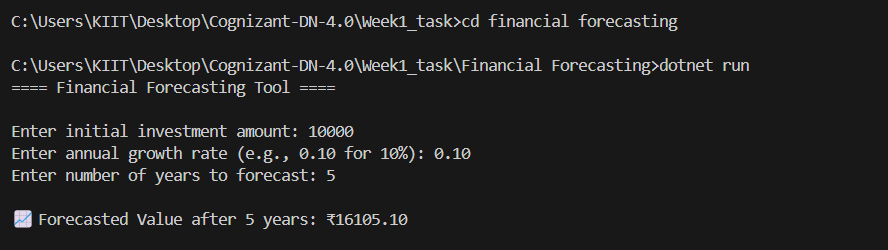 C:\Users\KIIT\Desktop\Cognizant-DN-4.0\Week1_task>cd financial forecasting
C:\Users\KIIT\Desktop\Cognizant-DN-4.0\Week1_task\Financial Forecasting>dotnet run
==== Financial Forecasting Tool ====
Enter initial investment amount: 10000
Enter annual growth rate (e.g., 0.10 for 10%): 0.10
Enter number of years to forecast: 5
📈 Forecasted Value after 5 years: ₹16105.10